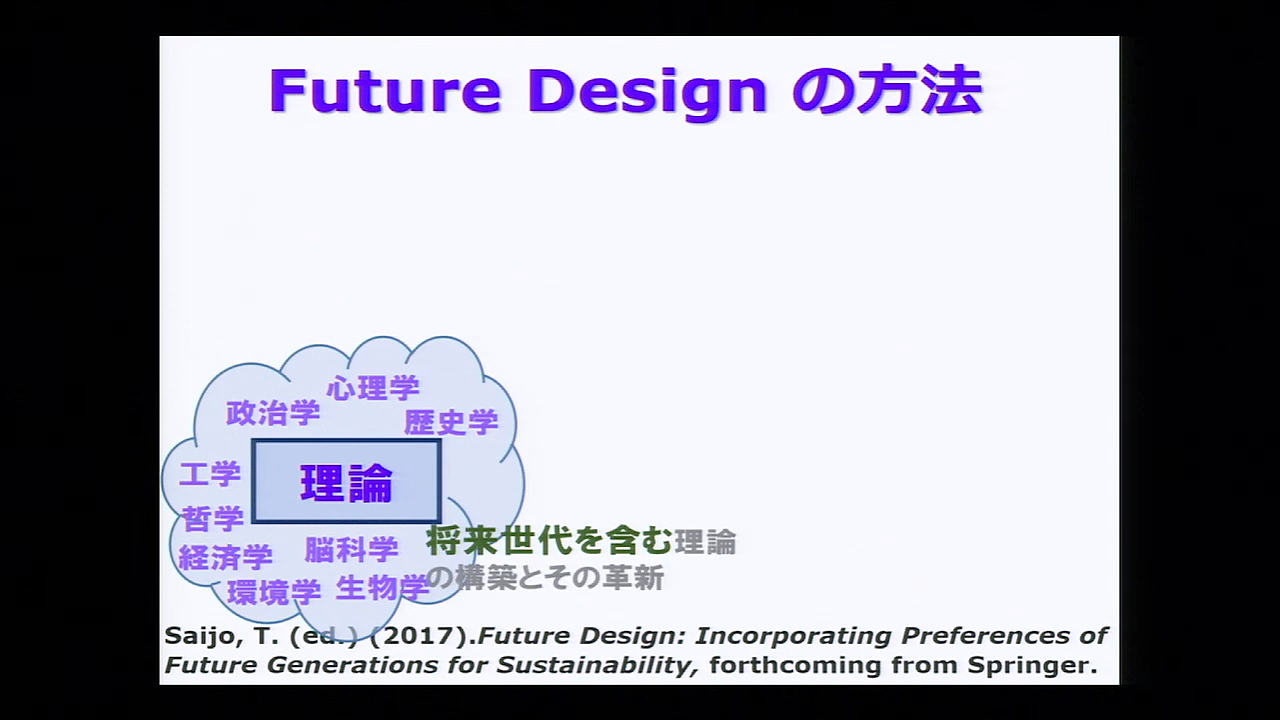 Future Design の方法
心理学
政治学
歴史学
工学
理論
哲学
将来世代を含む理論
経済学
脳科学
の構築とその革新
環境学
生物学
Saijo, T. (ed.) (2017).Future Design: Incorporating Preferences of
Future Generations for Sustainability, forthcoming from Springer.